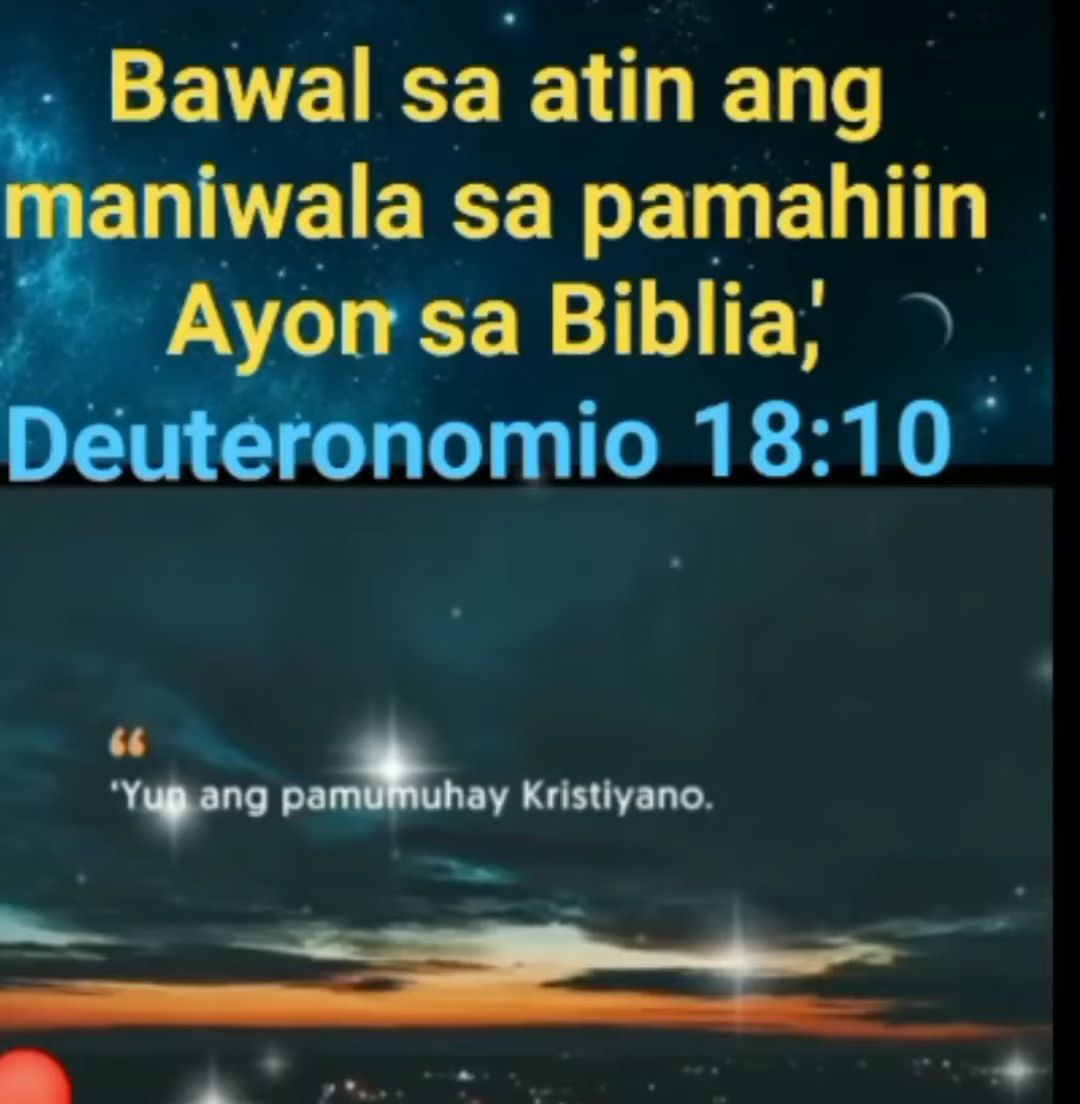 Bawal sa atin ang
maniwala sa pamahiin
Ayon sa Biblia,'
Deuteronomio 18:10
“
'Yun ang pamumuhay Kristiyano.